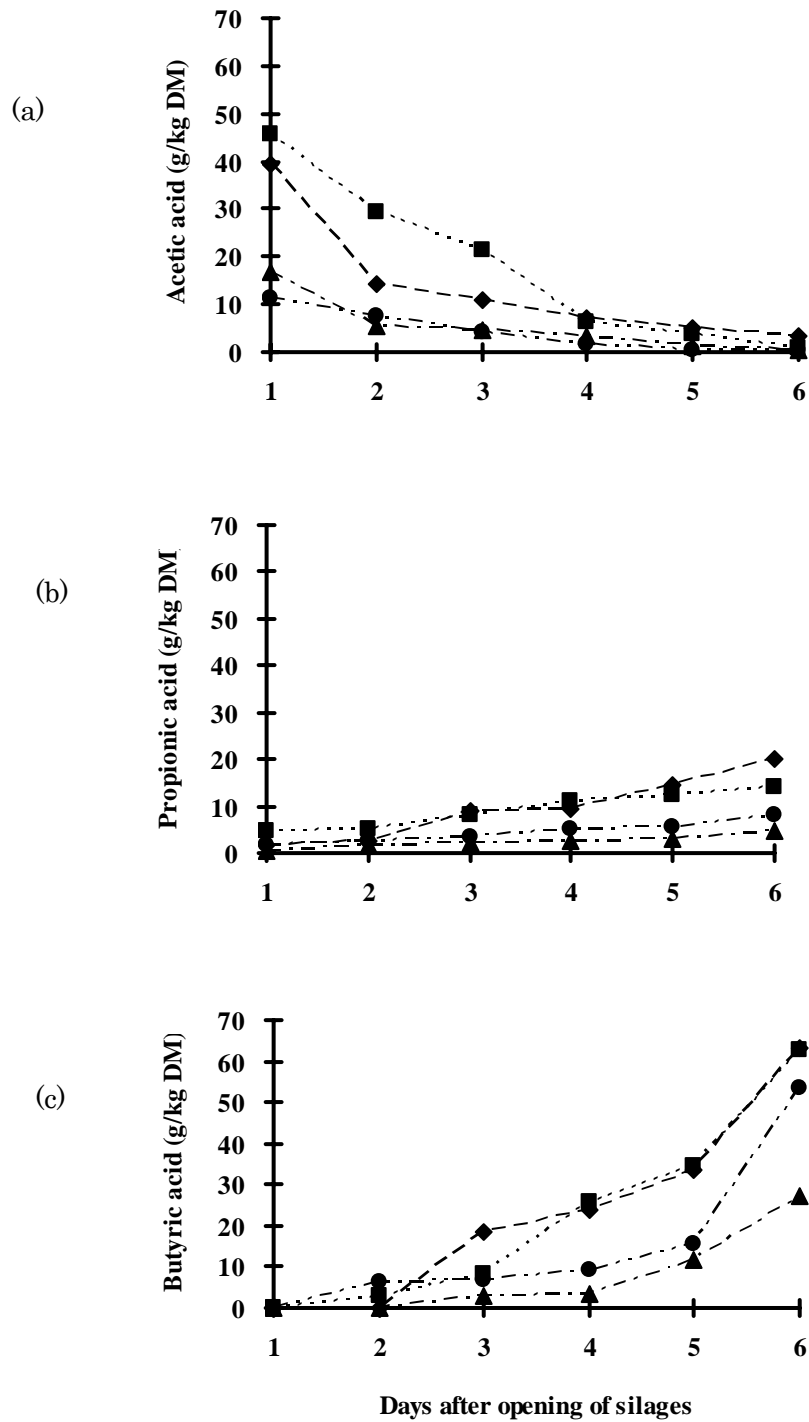 (a)
Acetic acid (g/kg DM)
70
60
50
40
30
20
10
0
1 2 3 4 5 6
(b)
Propionic acid (g/kg DM
70
60
50
40
30
20
10
0
1 2 3 4 5 6
(c)
Butyric acid (g/kg DM)
70
60
50
40
30
20
10
0
1 2 3 4 5 6
Days after opening of silages